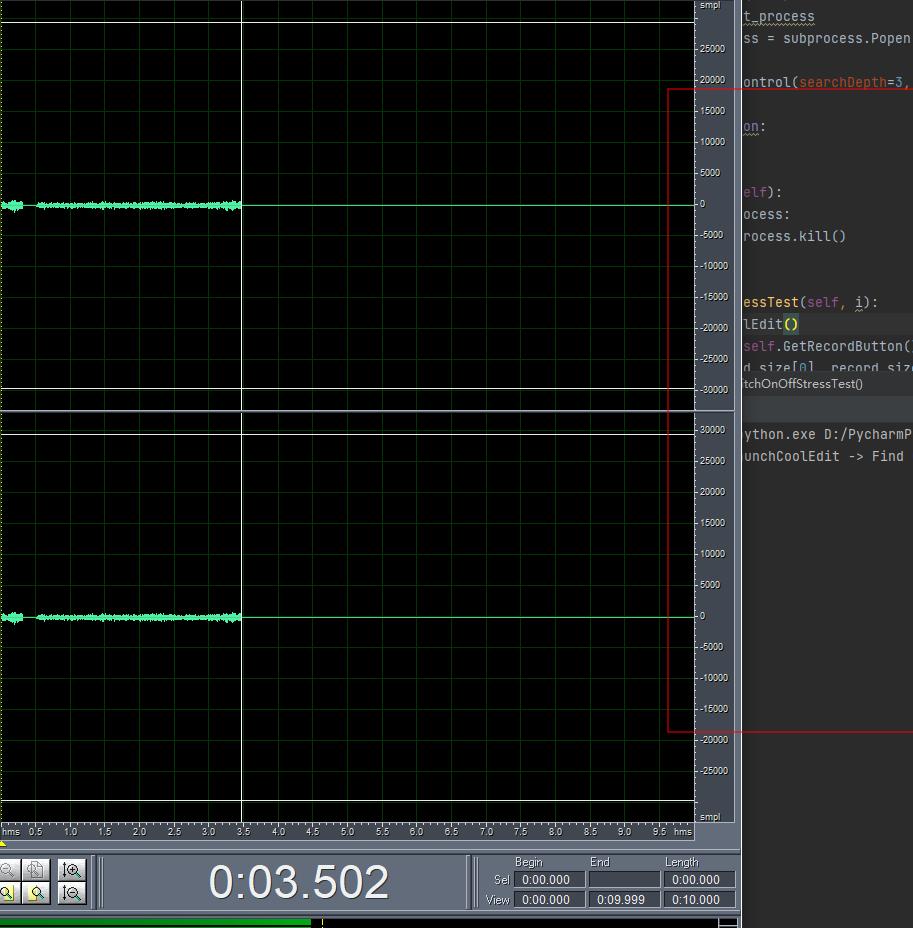 smpl
25000
20000
15000
10000
5000
0
-5000
-10000
-15000
-20000
-25000
-30000
30000
25000
20000
15000
10000
5000
0
-5000
-10000
-15000
-20000
-25000
smpl
hms 0.5 1.0 1.5 2.0 2.5 3.0 3.5 4.0 4.5 5.0 5.5 6.0 6.5 7.0 7.5 8.0 8.5 9.0 9.5 hms
0:03.502
Begin End Length
Sel 0:00.000 0:00.000
View 0:00.000 0:09.999 0:10.000
t_process
ss = subprocess.Popen
ontrol(searchDepth=3,
on:
elf):
ocess:
rocess.kill()
essTest(self, i):
lEdit()
self.GetRecordButton()
d_size[0], record_size
itchOnOffStressTest()
ython.exe D:/PycharmP
unchCoolEdit -> Find